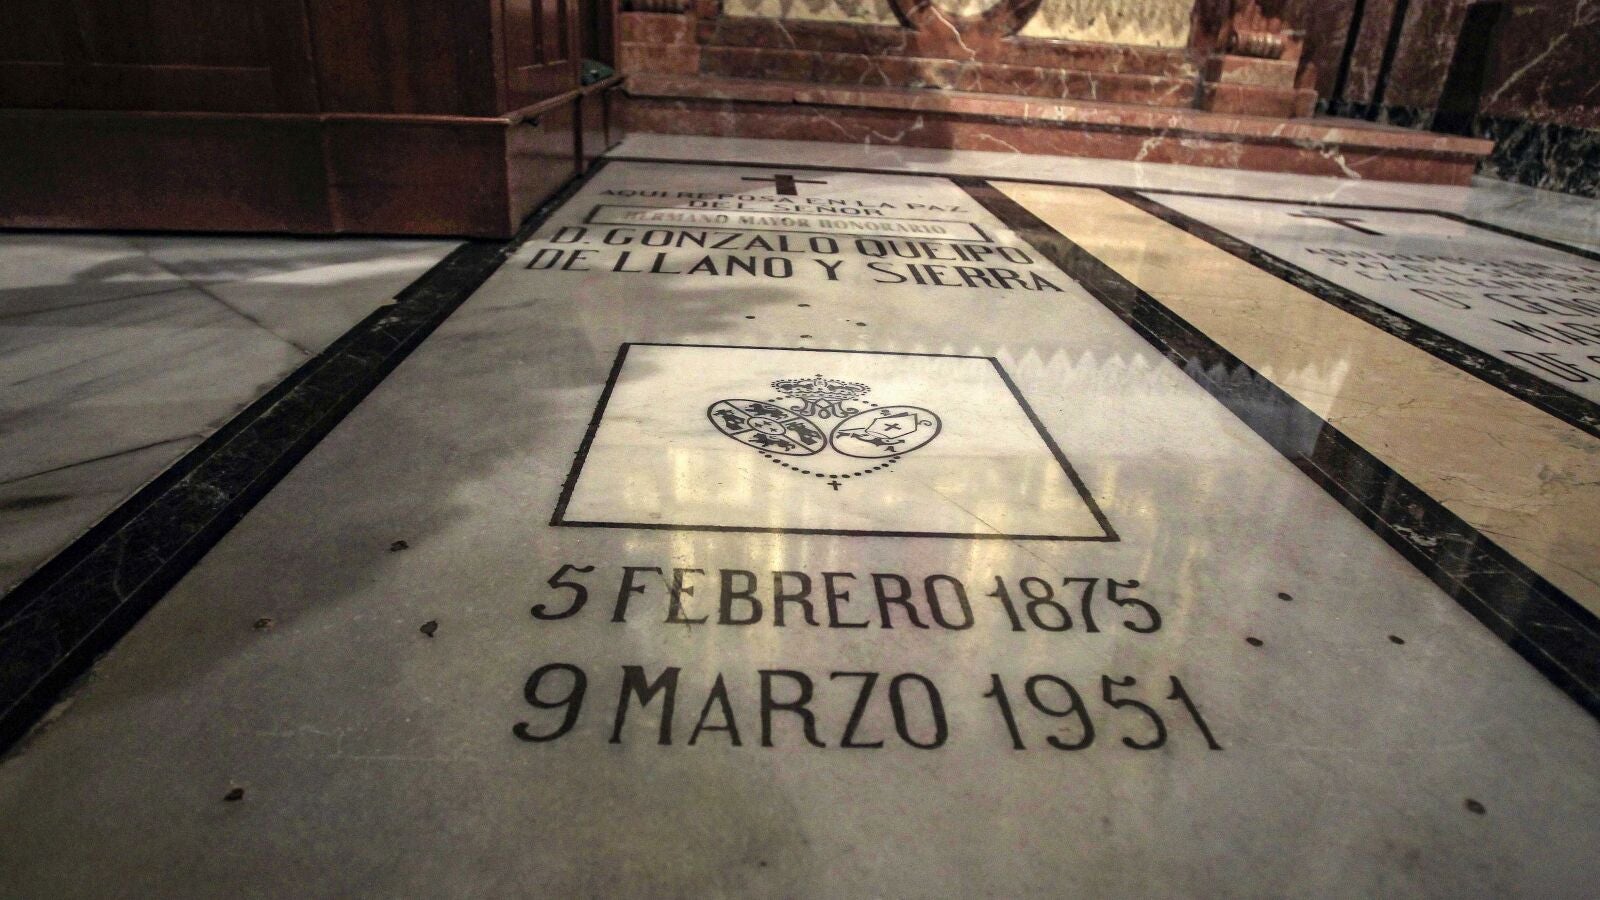 AQUI REPOSA EN LA PAZ
DEL SEÑOR
HERMANO MAYOR HONORARIO
D. GONZALO QUEIPO
DE LLANO Y SIERRA
5 FEBRERO 1875
9 MARZO 1951